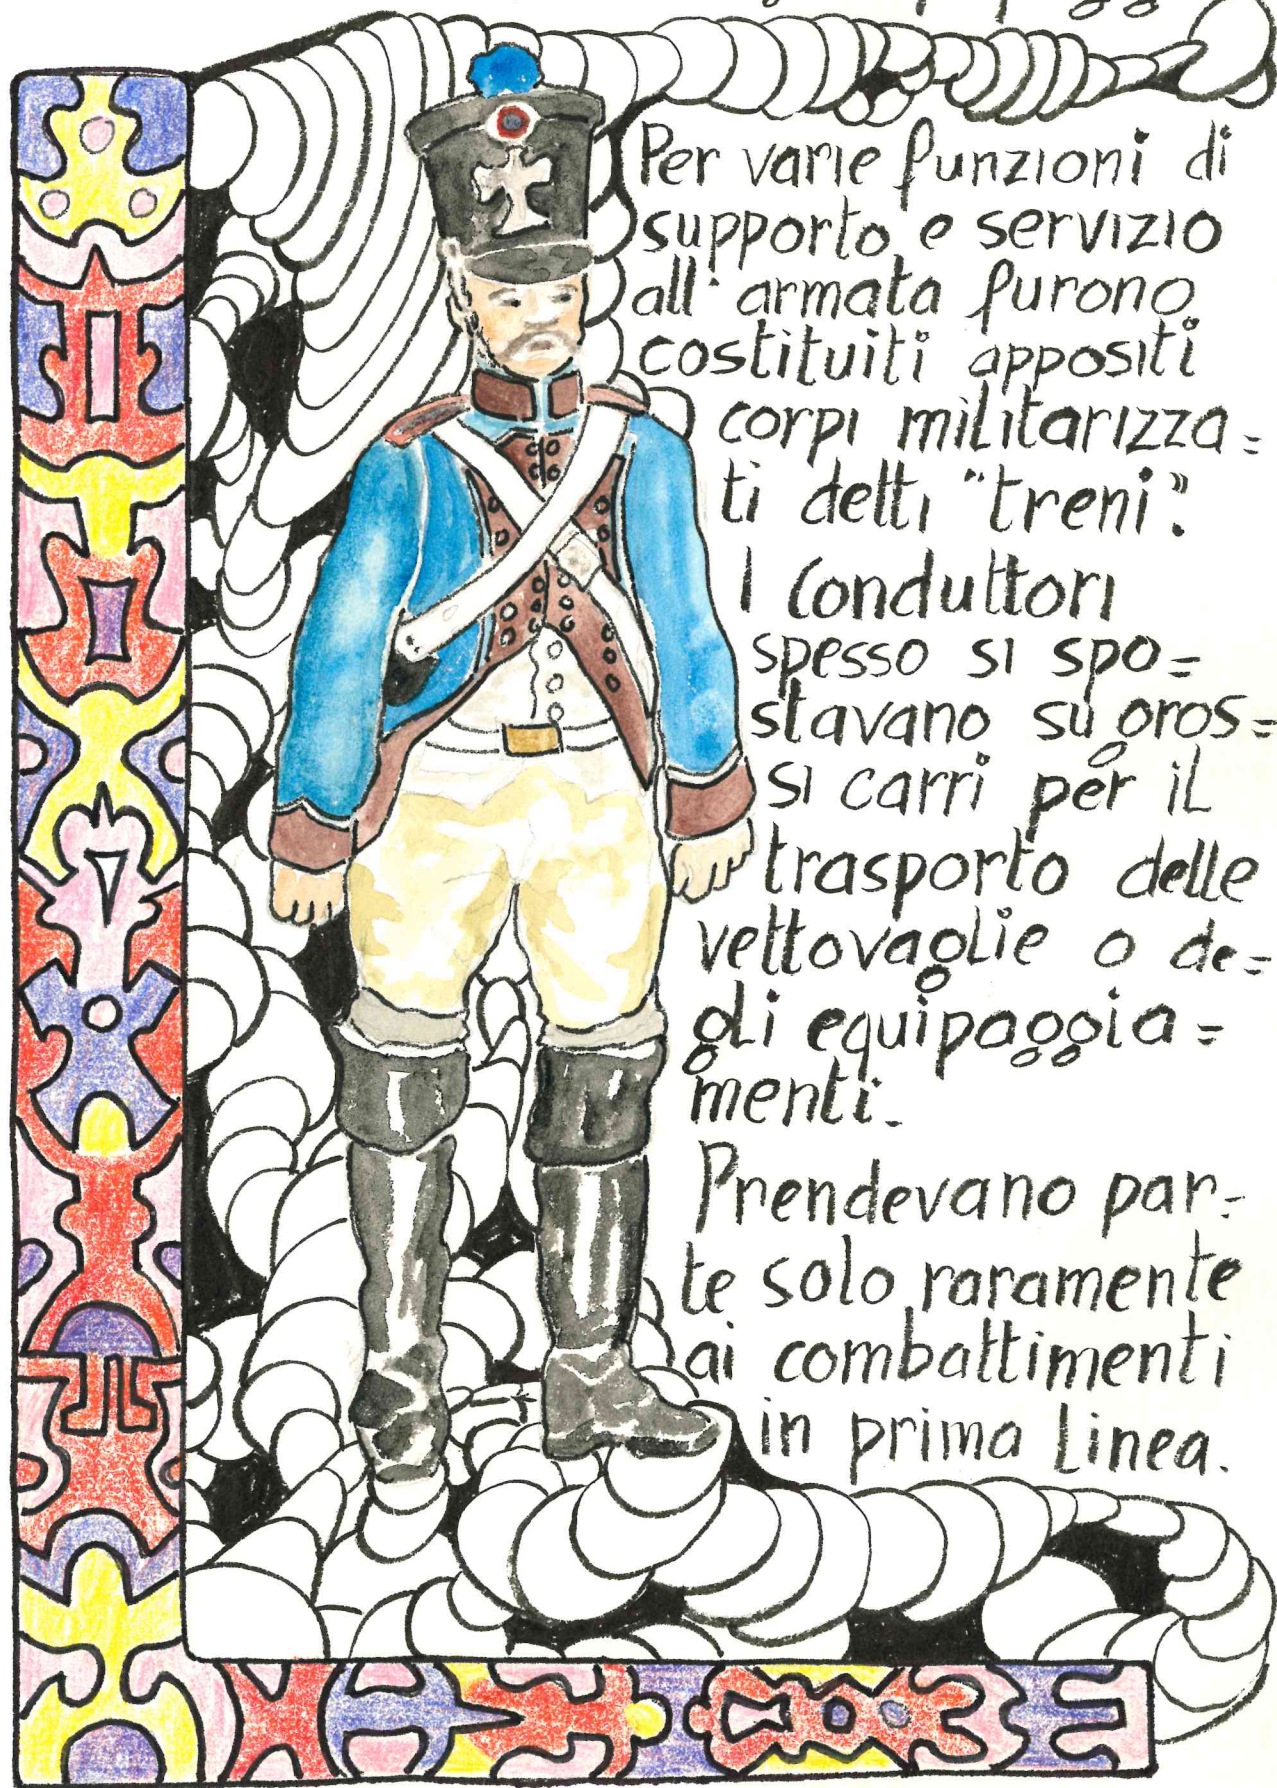 Per varie funzioni di
supporto e servizio
all'armata furono
costituiti appositi
corpi militarizza=
ti detti "treni".
I conduttori
spesso si spo=
stavano su gros=
si carri per il
trasporto delle
vettovaglie o de=
gli equipaggia=
menti.
Prendevano par=
te solo raramente
ai combattimenti
in prima linea.